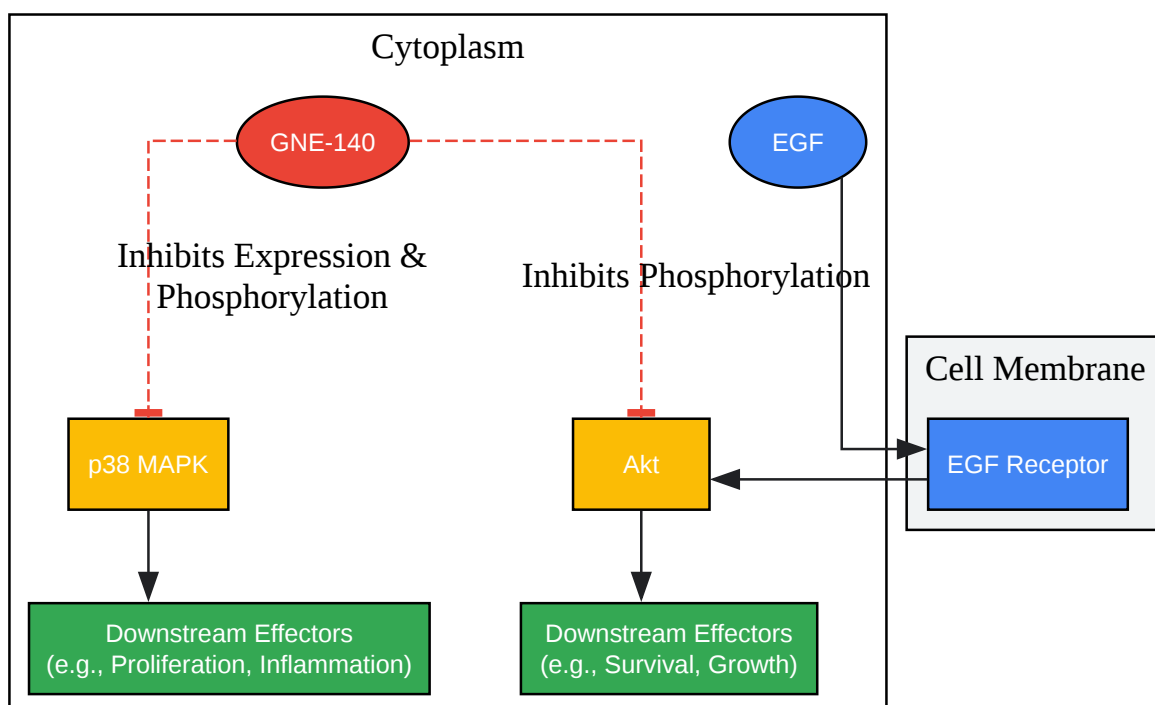 Cytoplasm
GNE-140
EGF
Inhibits Expression &
Phosphorylation
Inhibits Phosphorylation
Cell Membrane
p38 MAPK
Akt
EGF Receptor
Downstream Effectors
(e.g., Proliferation, Inflammation)
Downstream Effectors
(e.g., Survival, Growth)